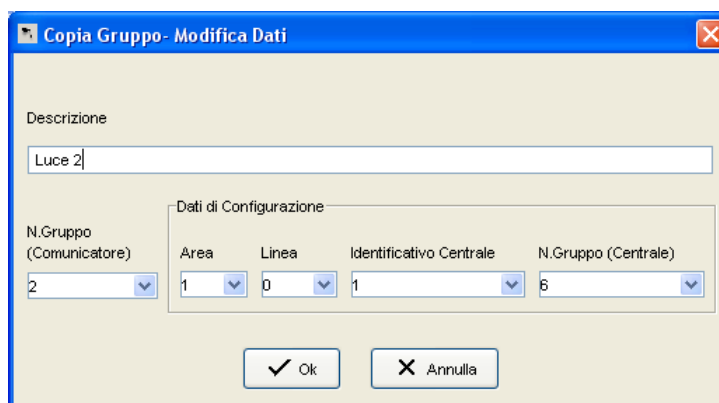 Copia Gruppo- Modifica Dati
Descrizione
Luce 2
Dati di Configurazione
N.Gruppo
(Comunicatore)
Area
Linea
Identificativo Centrale
N.Gruppo (Centrale)
2
1
0
1
6
Ok
Annulla